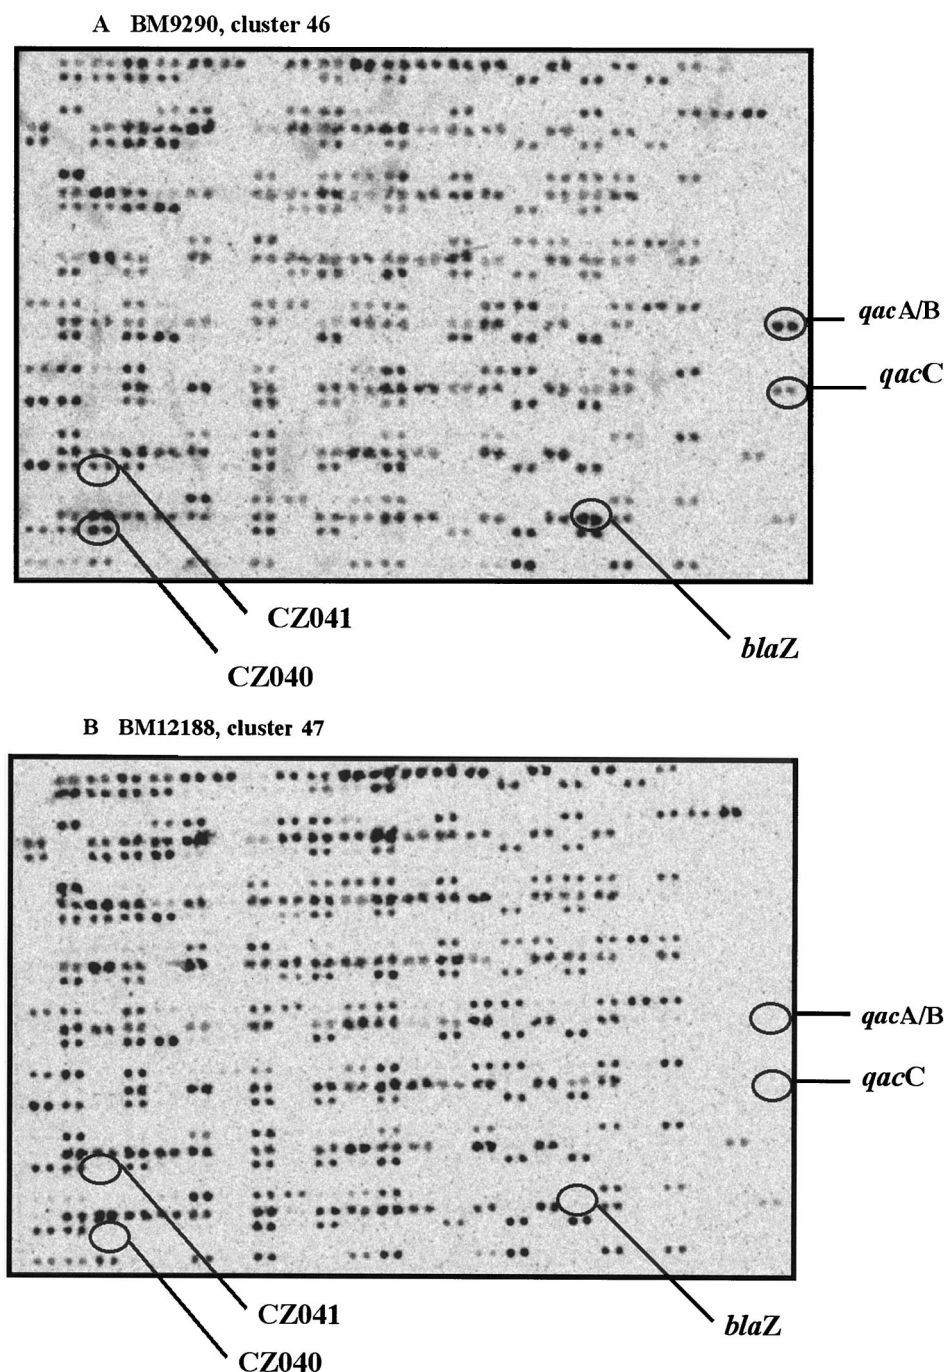 A BM9290, cluster 46
qacA/B
qacC
CZ041
blaZ
CZ040
B BM12188, cluster 47
qacA/B
qacC
CZ041
blaZ
CZ040